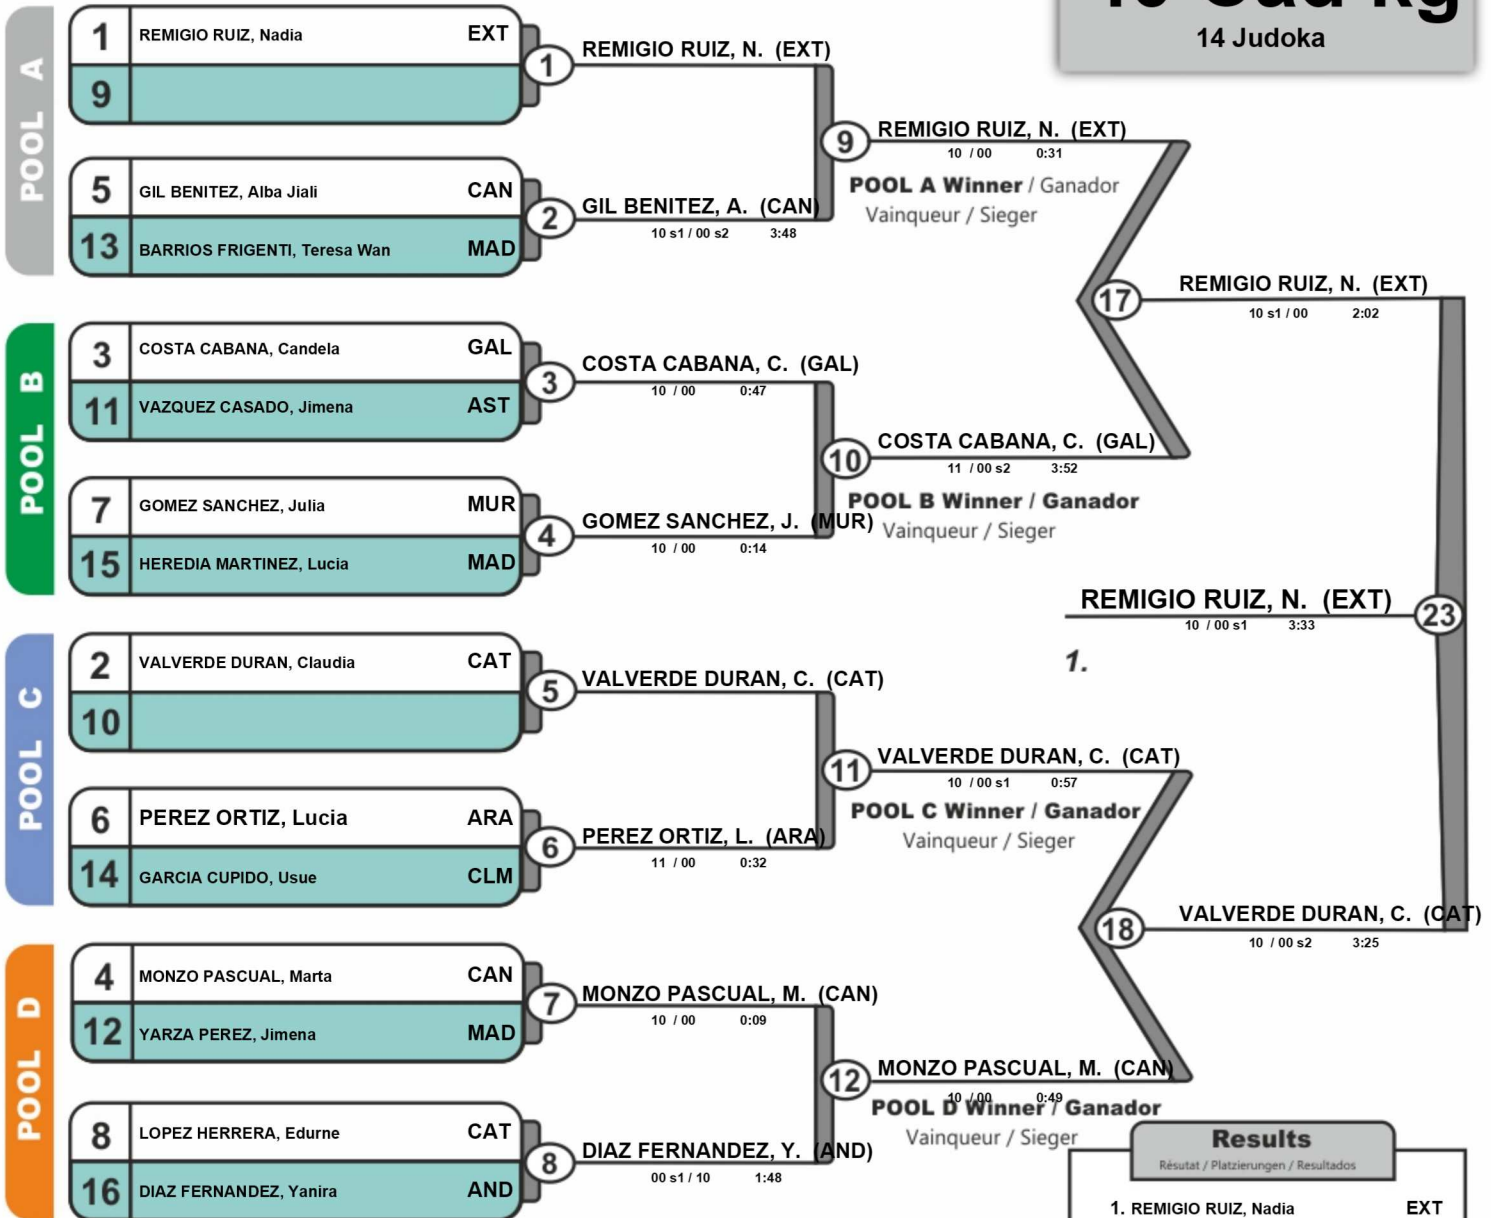 14 Judoka
POOL A
1 REMIGIO RUIZ, Nadia EXT
9
1 REMIGIO RUIZ, N. (EXT)
5 GIL BENITEZ, Alba Jiali CAN
13 BARRIOS FRIGENTI, Teresa Wan MAD
2 GIL BENITEZ, A. (CAN)
10 s1 / 00 s2 3:48
9 REMIGIO RUIZ, N. (EXT)
10 / 00 0:31
POOL A Winner / Ganador
Vainqueur / Sieger
POOL B
3 COSTA CABANA, Candela GAL
11 VAZQUEZ CASADO, Jimena AST
3 COSTA CABANA, C. (GAL)
10 / 00 0:47
7 GOMEZ SANCHEZ, Julia MUR
15 HEREDIA MARTINEZ, Lucia MAD
4 GOMEZ SANCHEZ, J. (MUR)
10 / 00 0:14
10 COSTA CABANA, C. (GAL)
11 / 00 s2 3:52
POOL B Winner / Ganador
Vainqueur / Sieger
17 REMIGIO RUIZ, N. (EXT)
10 s1 / 00 2:02
REMIGIO RUIZ, N. (EXT) 23
10 / 00 s1 3:33
1.
POOL C
2 VALVERDE DURAN, Claudia CAT
10
5 VALVERDE DURAN, C. (CAT)
6 PEREZ ORTIZ, Lucia ARA
14 GARCIA CUPIDO, Usue CLM
6 PEREZ ORTIZ, L. (ARA)
11 / 00 0:32
11 VALVERDE DURAN, C. (CAT)
10 / 00 s1 0:57
POOL C Winner / Ganador
Vainqueur / Sieger
18 VALVERDE DURAN, C. (CAT)
10 / 00 s2 3:25
POOL D
4 MONZO PASCUAL, Marta CAN
12 YARZA PEREZ, Jimena MAD
7 MONZO PASCUAL, M. (CAN)
10 / 00 0:09
8 LOPEZ HERRERA, Edurne CAT
16 DIAZ FERNANDEZ, Yanira AND
8 DIAZ FERNANDEZ, Y. (AND)
00 s1 / 10 1:48
12 MONZO PASCUAL, M. (CAN)
10 / 00 0:49
POOL D Winner / Ganador
Vainqueur / Sieger
Results
Résutat / Platzierungen / Resultados
1. REMIGIO RUIZ, Nadia EXT